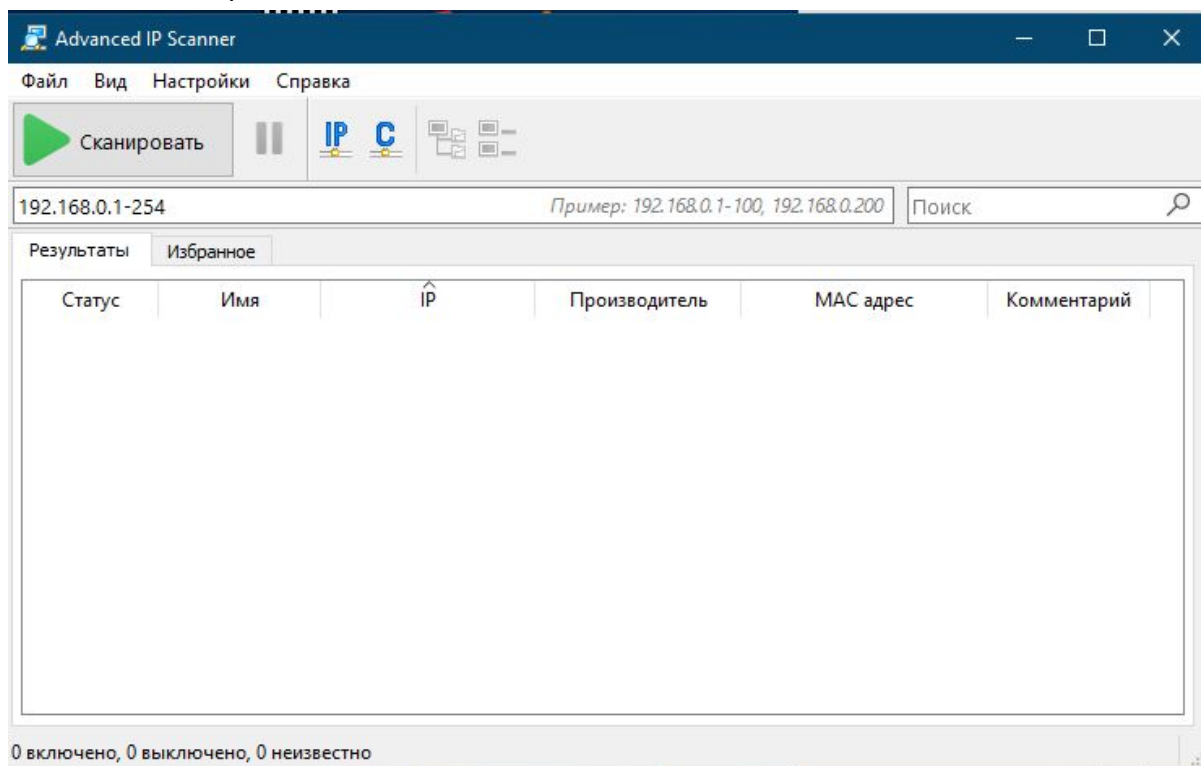 Advanced IP Scanner
Файл Вид Настройки Справка
Сканировать IP C
192.168.0.1-254 Пример: 192.168.0.1-100, 192.168.0.200 Поиск
Результаты Избранное
Статус Имя IP Производитель MAC адрес Комментарий
0 включено, 0 выключено, 0 неизвестно